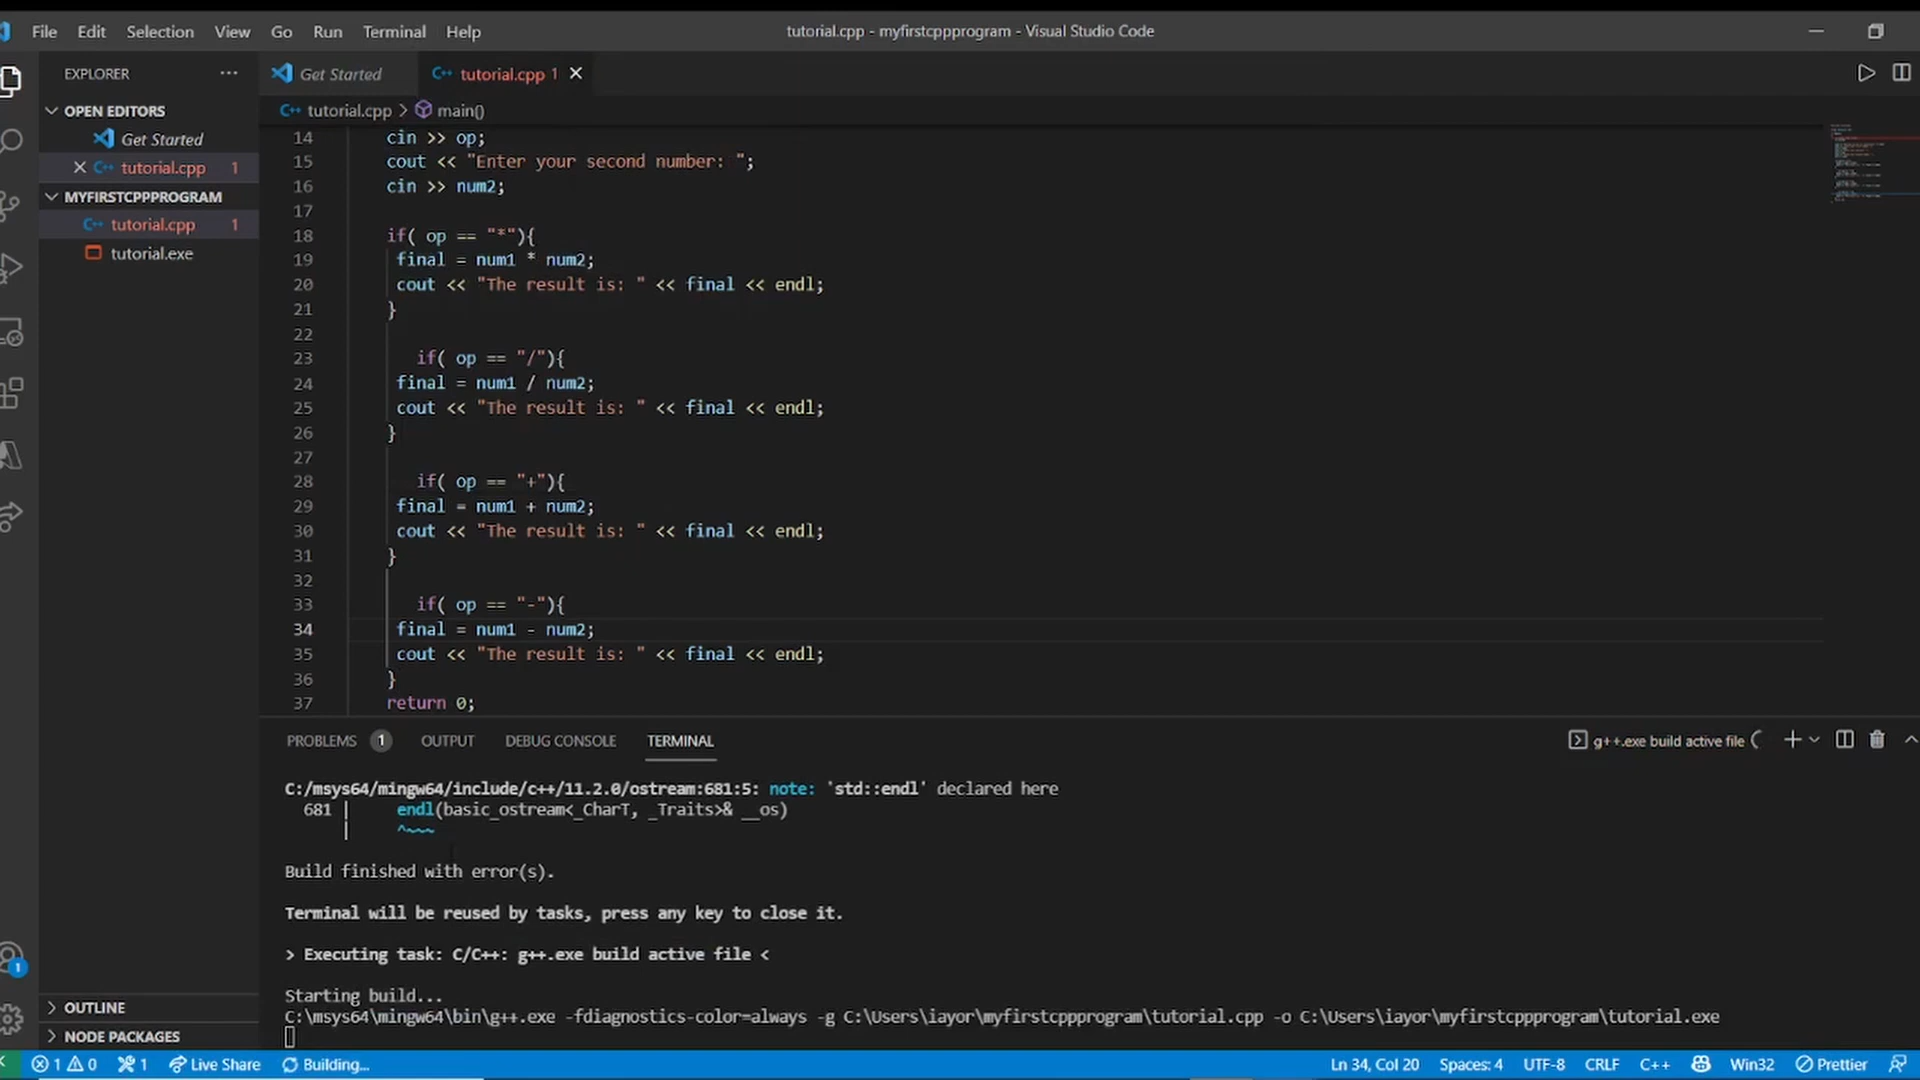 File Edit Selection View Go Run Terminal Help
tutorial.cpp - myfirstcppprogram - Visual Studio Code
EXPLORER
OPEN EDITORS
Get Started
tutorial.cpp 1
MYFIRSTCPPPROGRAM
tutorial.cpp 1
tutorial.exe
OUTLINE
NODE PACKAGES
1
Get Started
tutorial.cpp 1
tutorial.cpp > main()
14 cin >> op;
15 cout << "Enter your second number: ";
16 cin >> num2;
17
18 if( op == "*"){
19 final = num1 * num2;
20 cout << "The result is: " << final << endl;
21 }
22
23 if( op == "/"){
24 final = num1 / num2;
25 cout << "The result is: " << final << endl;
26 }
27
28 if( op == "+"){
29 final = num1 + num2;
30 cout << "The result is: " << final << endl;
31 }
32
33 if( op == "-"){
34 final = num1 - num2;
35 cout << "The result is: " << final << endl;
36 }
37 return 0;
PROBLEMS 1 OUTPUT DEBUG CONSOLE TERMINAL
g++.exe build active file
C:/msys64/mingw64/include/c++/11.2.0/ostream:681:5: note: 'std::endl' declared here
681 | endl(basic_ostream<_CharT, _Traits>& __os)
| ^~~~
Build finished with error(s).
Terminal will be reused by tasks, press any key to close it.
> Executing task: C/C++: g++.exe build active file <
Starting build...
C:\msys64\mingw64\bin\g++.exe -fdiagnostics-color=always -g C:\Users\iayor\myfirstcppprogram\tutorial.cpp -o C:\Users\iayor\myfirstcppprogram\tutorial.exe
1 0 1 Live Share Building...
Ln 34, Col 20 Spaces: 4 UTF-8 CRLF C++ Win32 Prettier